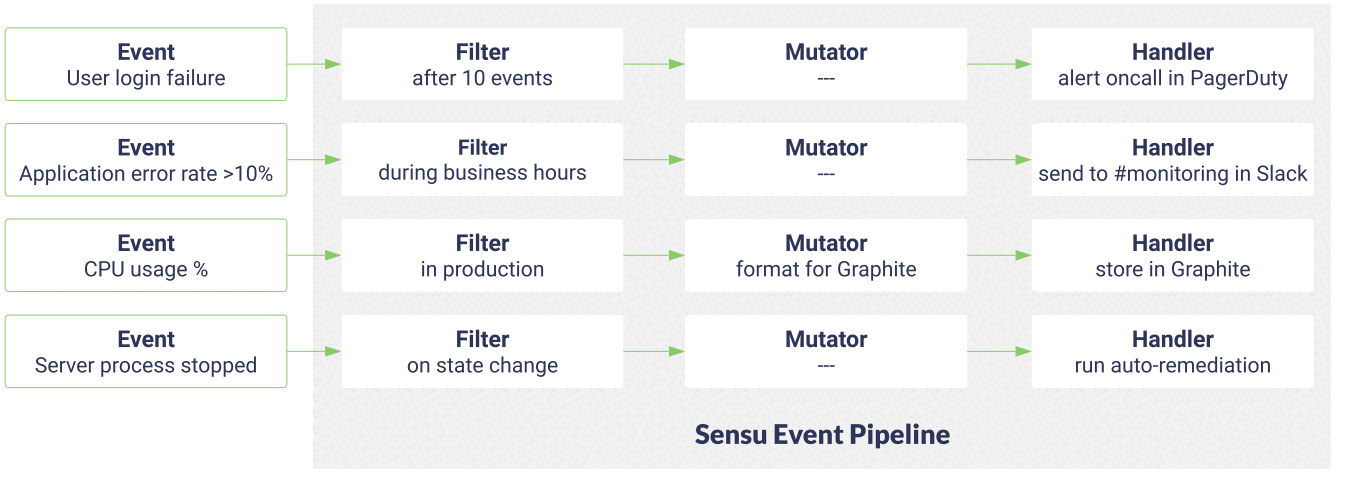 Event
User login failure
Filter
after 10 events
Mutator
---
Handler
alert oncall in PagerDuty
Event
Application error rate >10%
Filter
during business hours
Mutator
---
Handler
send to #monitoring in Slack
Event
CPU usage %
Filter
in production
Mutator
format for Graphite
Handler
store in Graphite
Event
Server process stopped
Filter
on state change
Mutator
---
Handler
run auto-remediation
Sensu Event Pipeline